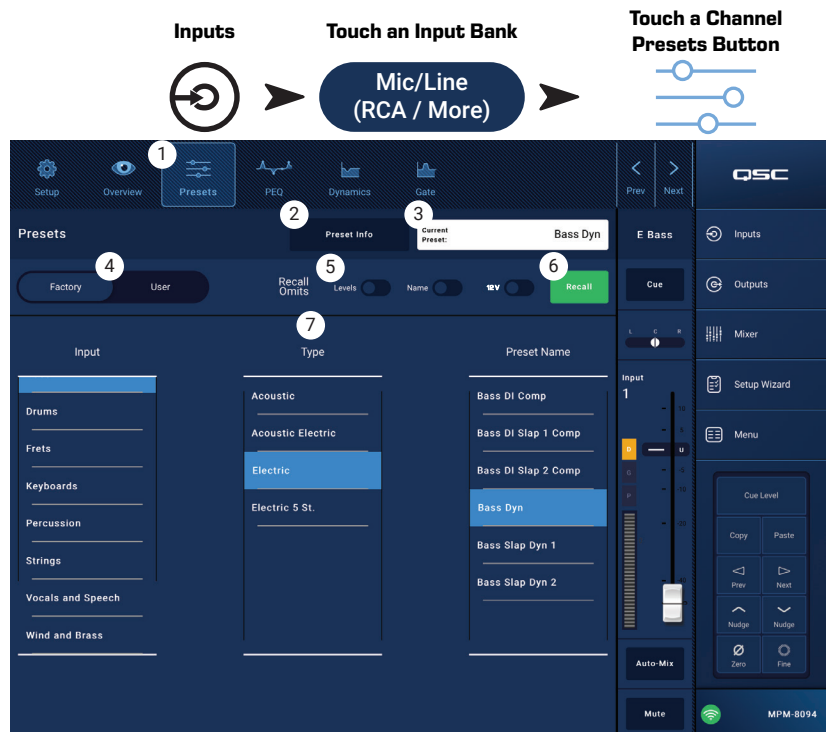 Inputs
Touch an Input Bank
Touch a Channel
Presets Button
Mic/Line
(RCA / More)
1
Setup
Overview
Presets
PEQ
Dynamics
Gate
Prev
Next
QSC
2
3
Presets
Preset Info
Current
Preset:
Bass Dyn
E Bass
Inputs
4
5
6
Factory
User
Recall
Omits
Levels
Name
12V
Recall
Cue
Outputs
7
L C R
Mixer
Input
Type
Preset Name
Input
1
Setup Wizard
Acoustic
Bass DI Comp
10
Drums
5
Menu
Acoustic Electric
Bass DI Slap 1 Comp
D
U
Frets
Electric
Bass DI Slap 2 Comp
G
-5
Keyboards
P
-10
Cue Level
Electric 5 St.
Bass Dyn
Percussion
-20
Copy
Paste
Bass Slap Dyn 1
Strings
Prev
Next
Bass Slap Dyn 2
-40
Vocals and Speech
Nudge
Nudge
Wind and Brass
Auto-Mix
Zero
Fine
Mute
MPM-8094